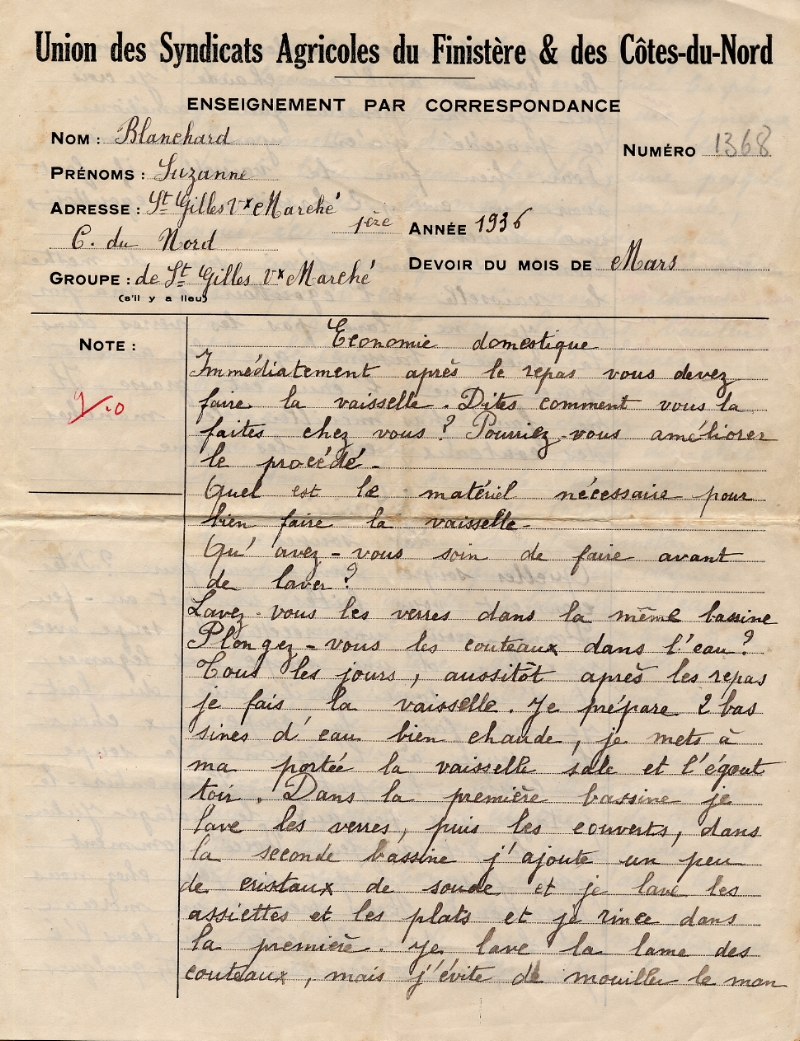 Union des Syndicats Agricoles du Finistère & des Côtes-du-Nord
ENSEIGNEMENT PAR CORRESPONDANCE
NOM : Blanchard
NUMÉRO 1368
PRÉNOMS : Suzanne
ADRESSE : St Gilles Vx Marché
1ère ANNÉE 1936
C. du Nord
DEVOIR DU MOIS DE Mars
GROUPE : de St Gilles Vx Marché
(s'il y a lieu)
NOTE :
9/10
Economie domestique
Immédiatement après le repas vous devez
faire la vaisselle. Dites comment vous la
faites chez vous ? Pourriez-vous améliorer
le procédé -
Quel est le matériel nécessaire pour
bien faire la vaisselle -
Qu'avez-vous soin de faire avant
de laver ?
Lavez-vous les verres dans la même bassine
Plongez-vous les couteaux dans l'eau ?
Tous les jours, aussitôt après les repas
je fais la vaisselle. Je prépare 2 bas
sines d'eau bien chaude, je mets à
ma portée la vaisselle sale et l'égout
toir. Dans la première bassine je
lave les verres, puis les couverts, dans
la seconde bassine j'ajoute un peu
de cristaux de soude et je lave les
assiettes et les plats et je rince dans
la première. Je lave la lame des
couteaux, mais j'évite de mouiller le man